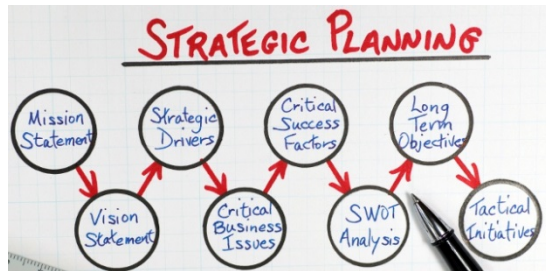 STRATEGIC PLANNING
Mission
Statement
Vision
Statement
Strategic
Drivers
Critical
Business
Issues
Critical
Success
Factors
SWOT
Analysis
Long
Term
Objectives
Tactical
Initiatives